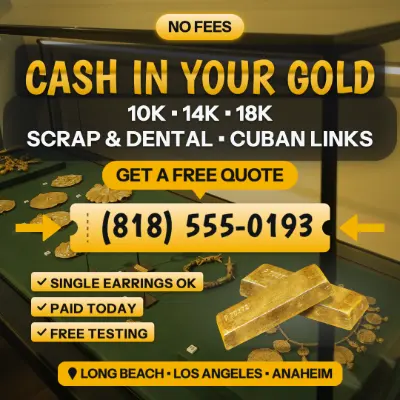 NO FEES
CASH IN YOUR GOLD
10K ▪ 14K ▪ 18K
SCRAP & DENTAL ▪ CUBAN LINKS
GET A FREE QUOTE
(818) 555-0193
SINGLE EARRINGS OK
PAID TODAY
FREE TESTING
LONG BEACH ▪ LOS ANGELES ▪ ANAHEIM